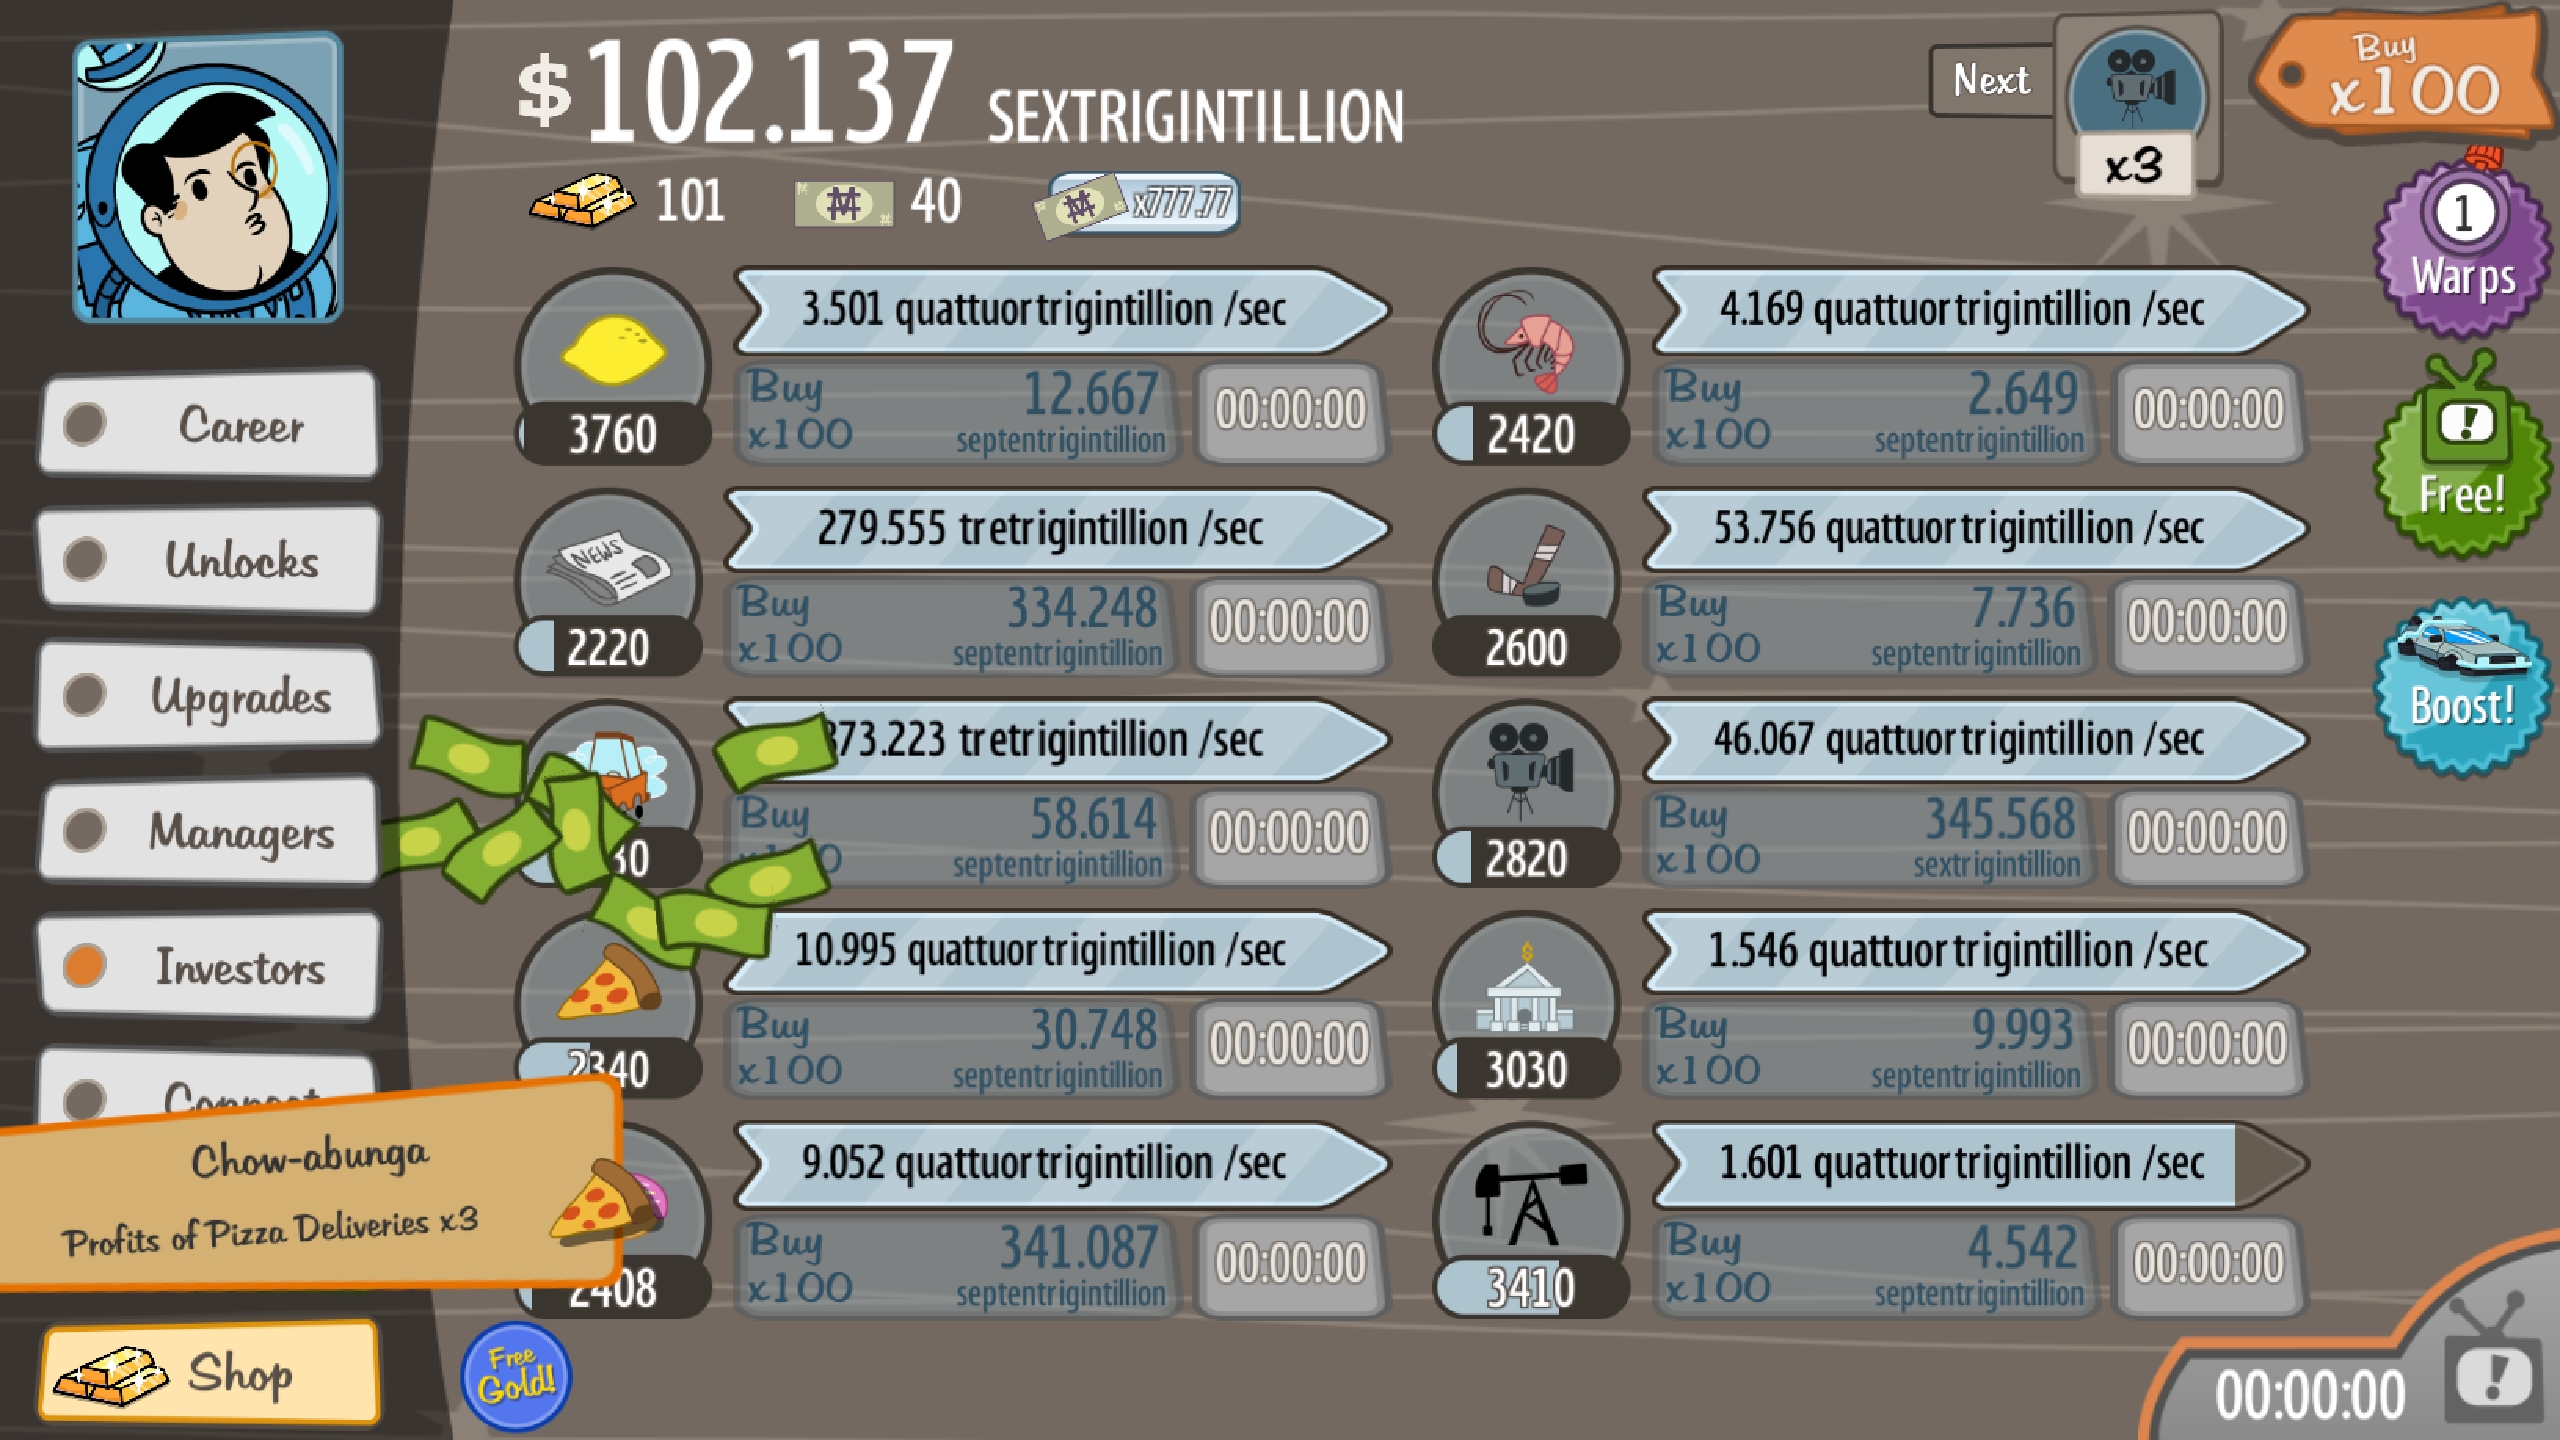 $102.137 SEXTRIGINTILLION
Next
x3
Buy
x100
101
40
x777.77
1
Warps
Free!
Boost!
Career
Unlocks
Upgrades
Managers
Investors
Chow-abunga
Profits of Pizza Deliveries x3
Shop
Free
Gold!
3.501 quattuortrigintillion /sec
3760
Buy
x100
12.667
septentrigintillion
00:00:00
4.169 quattuortrigintillion /sec
2420
Buy
x100
2.649
septentrigintillion
00:00:00
NEWS
279.555 tretrigintillion /sec
2220
Buy
x100
334.248
septentrigintillion
00:00:00
53.756 quattuortrigintillion /sec
2600
Buy
x100
7.736
septentrigintillion
00:00:00
tretrigintillion /sec
Buy
58.614
septentrigintillion
00:00:00
46.067 quattuortrigintillion /sec
2820
Buy
x100
345.568
sextrigintillion
00:00:00
10.995 quattuortrigintillion /sec
2340
Buy
x100
30.748
septentrigintillion
00:00:00
1.546 quattuortrigintillion /sec
3030
Buy
x100
9.993
septentrigintillion
00:00:00
9.052 quattuortrigintillion /sec
2408
Buy
x100
341.087
septentrigintillion
00:00:00
1.601 quattuortrigintillion /sec
3410
Buy
x100
4.542
septentrigintillion
00:00:00
00:00:00